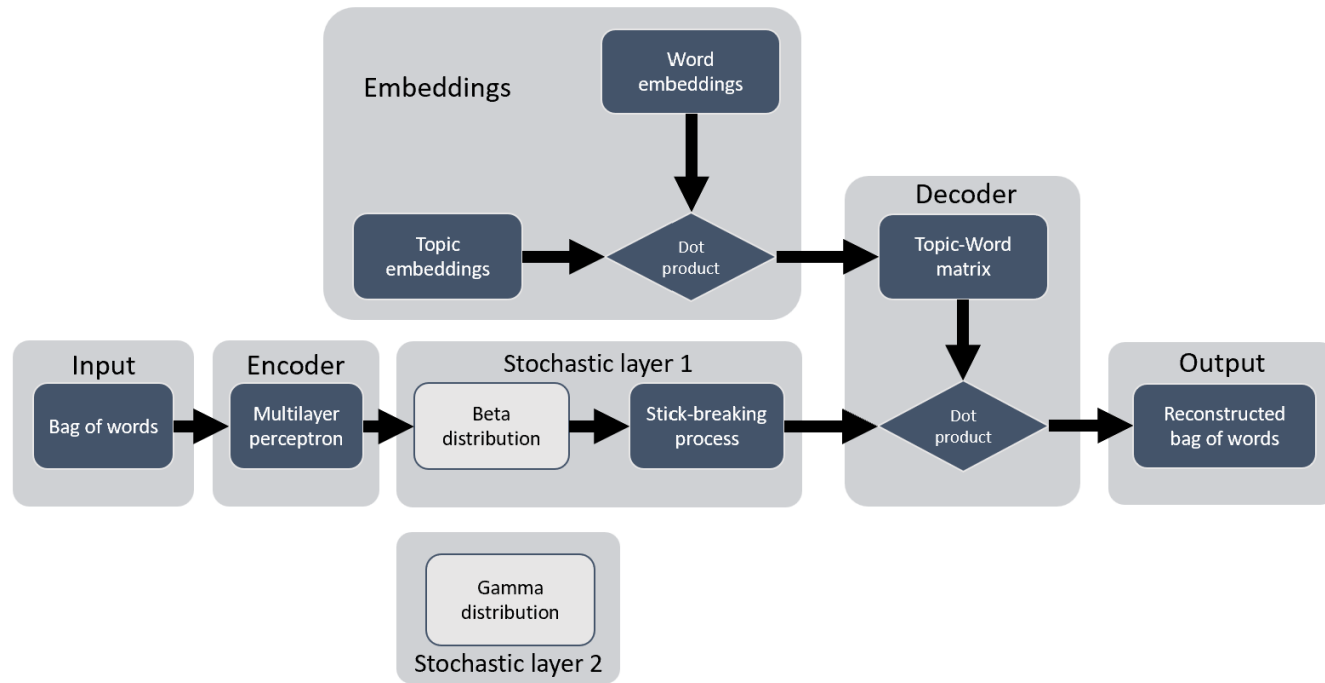 Embeddings
Word
embeddings
Topic
embeddings
Dot
product
Decoder
Topic-Word
matrix
Dot
product
Input
Bag of words
Encoder
Multilayer
perceptron
Stochastic layer 1
Beta
distribution
Stick-breaking
process
Output
Reconstructed
bag of words
Gamma
distribution
Stochastic layer 2